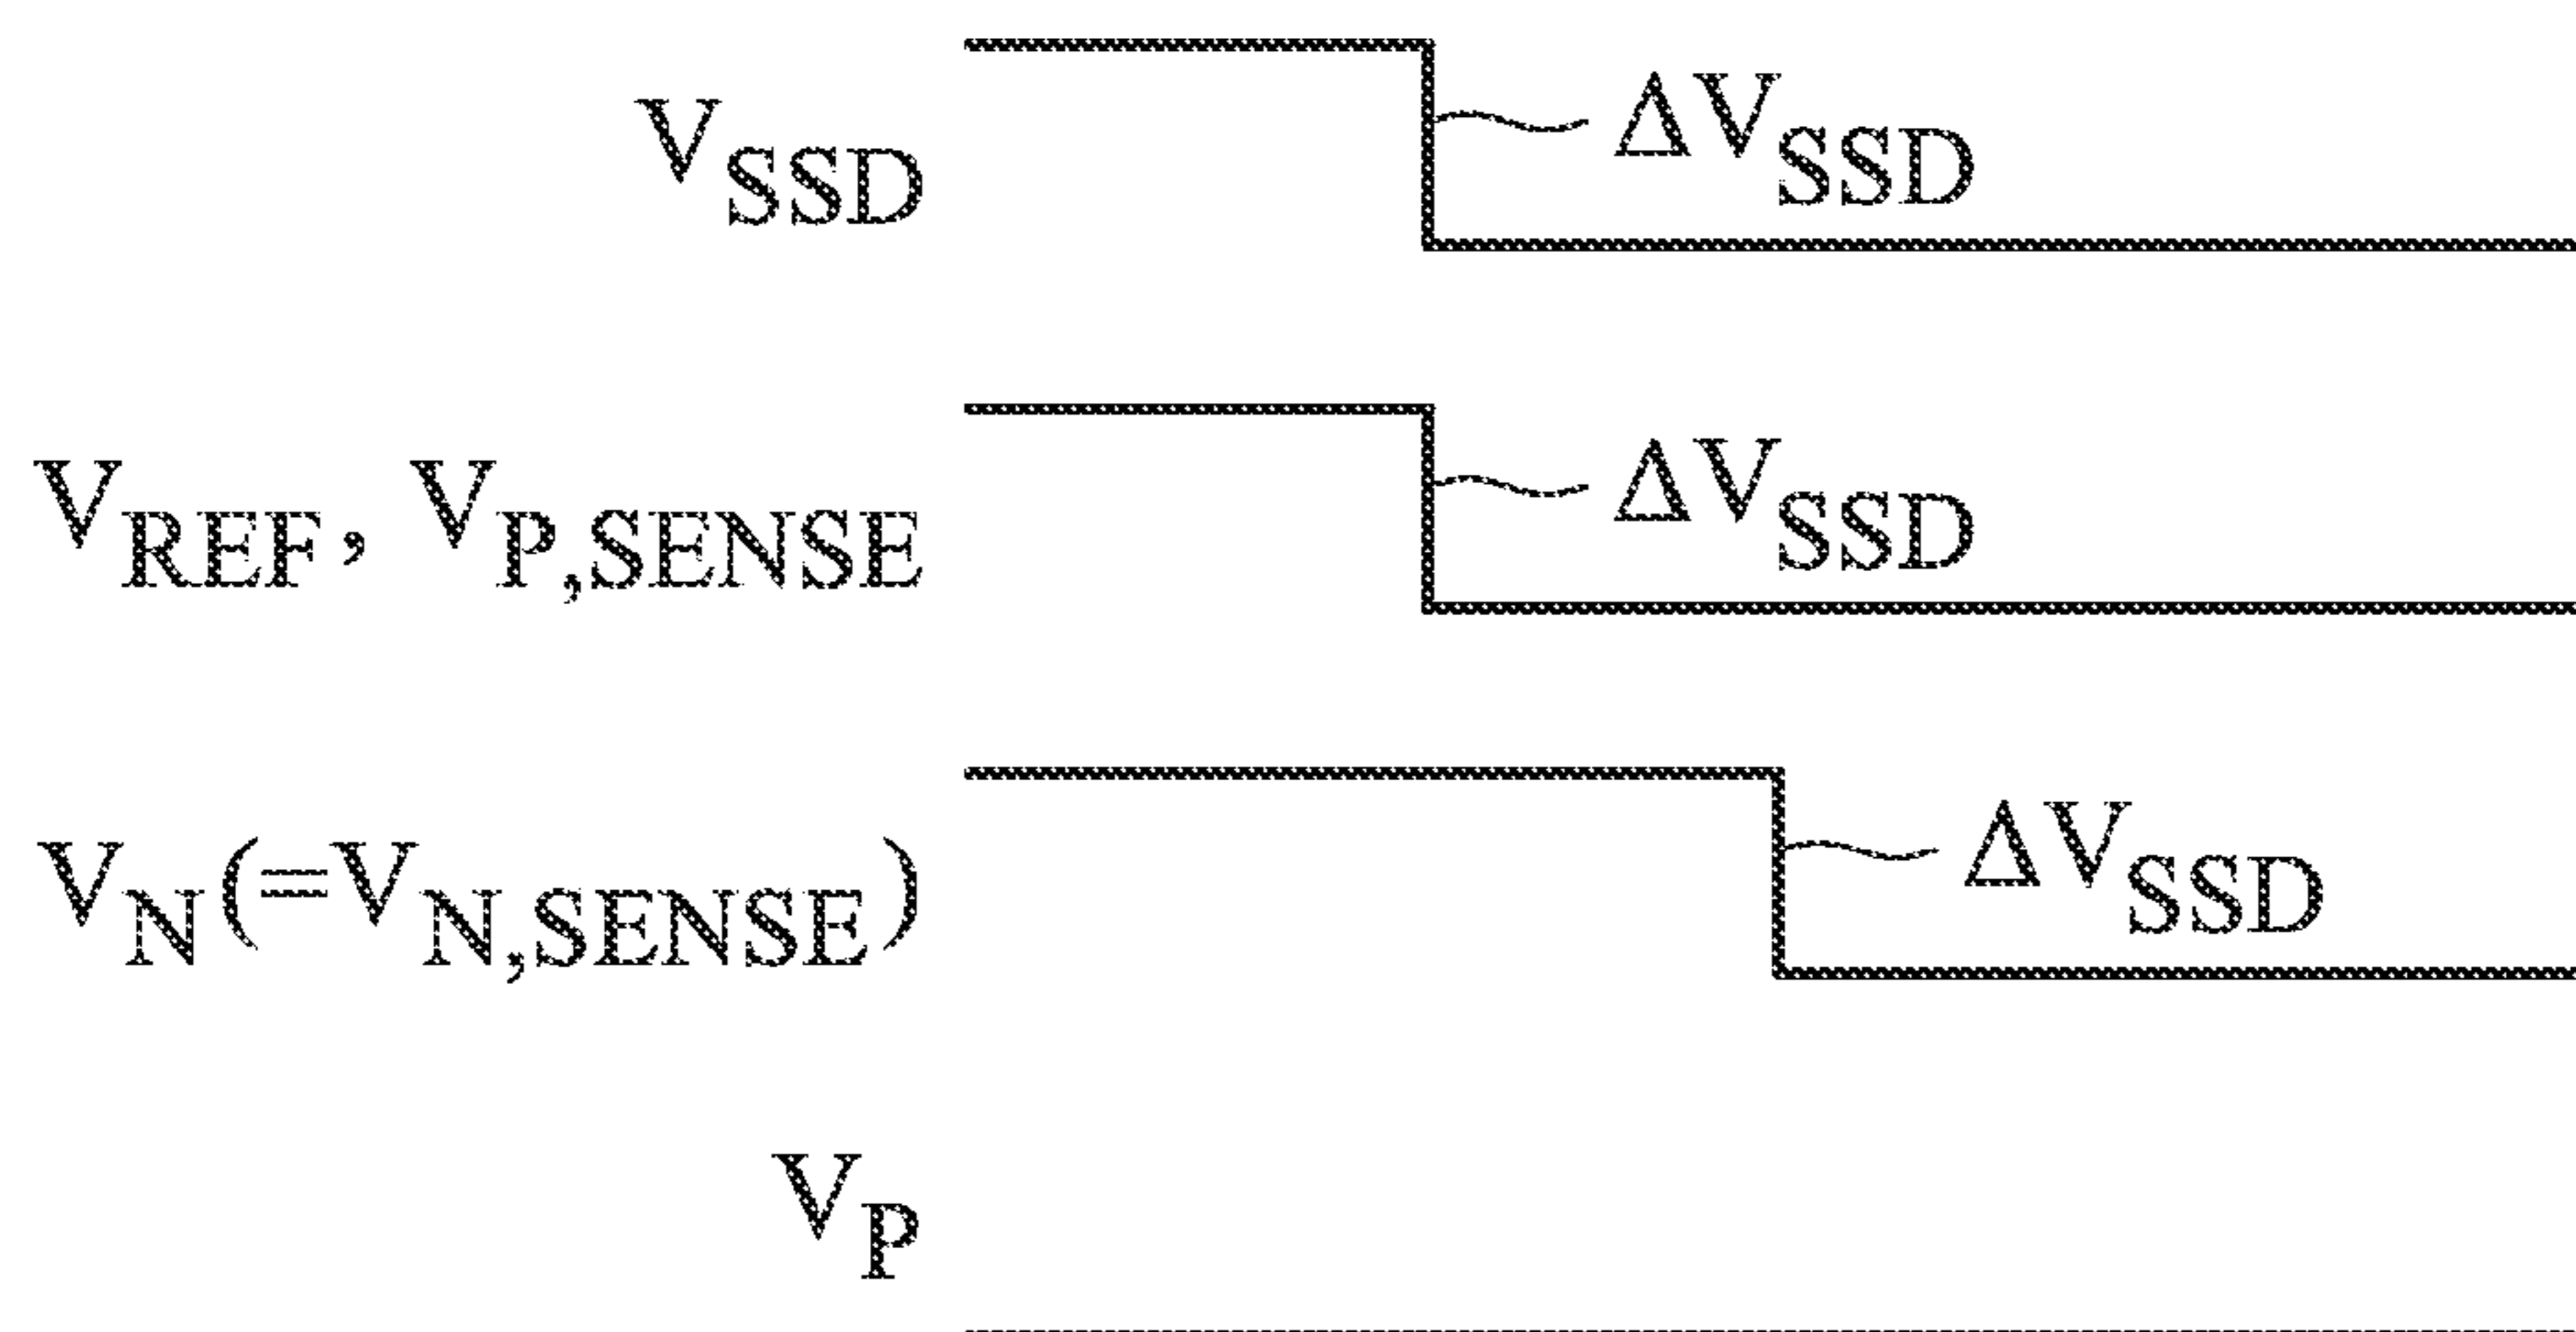 V_SSD
ΔV_SSD
V_REF, V_P,SENSE
ΔV_SSD
V_N(=V_N,SENSE)
ΔV_SSD
V_P